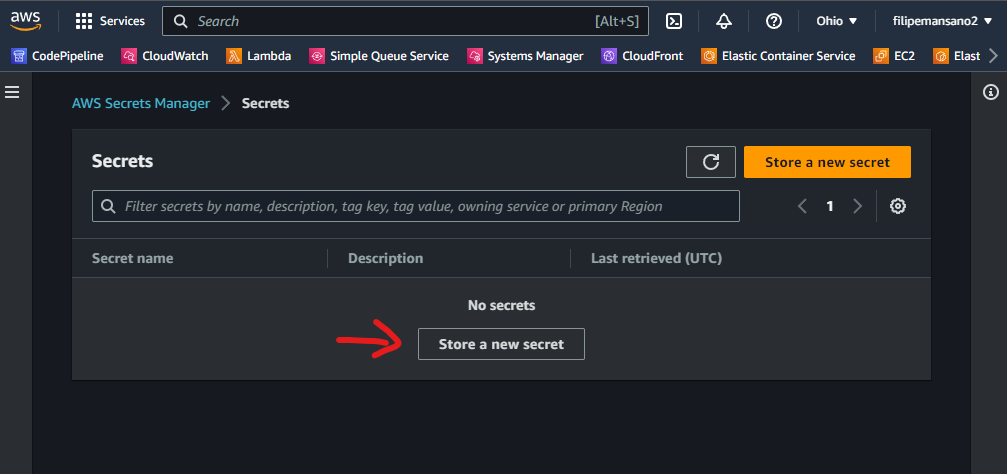 aws Services Search [Alt+S] Ohio filipemansano2
CodePipeline CloudWatch Lambda Simple Queue Service Systems Manager CloudFront Elastic Container Service EC2 Elast
AWS Secrets Manager Secrets
Secrets Store a new secret
Filter secrets by name, description, tag key, tag value, owning service or primary Region 1
Secret name Description Last retrieved (UTC)
No secrets
Store a new secret